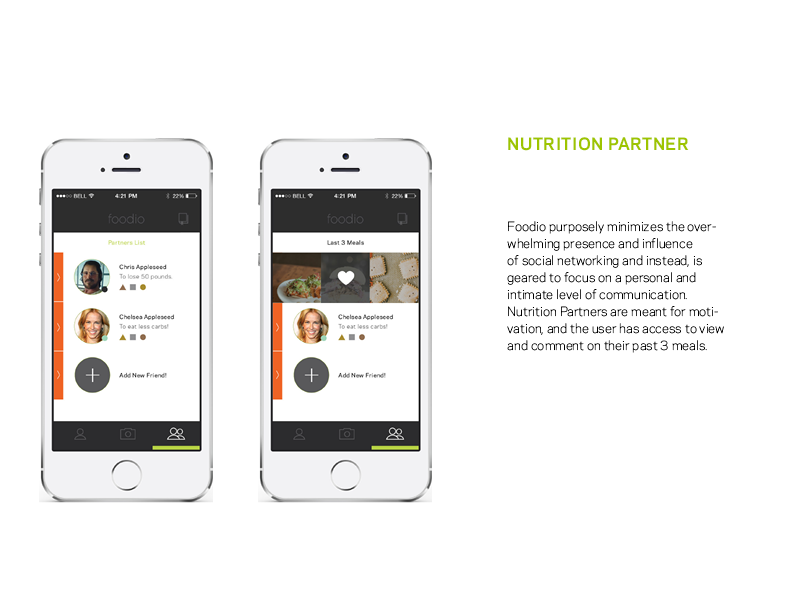 NUTRITION PARTNER
Foodio purposely minimizes the over-
whelming presence and influence
of social networking and instead, is
geared to focus on a personal and
intimate level of communication.
Nutrition Partners are meant for moti-
vation, and the user has access to view
and comment on their past 3 meals.
BELL 4:21 PM 22%
foodio
Partners List
Chris Appleseed
To lose 50 pounds.
Chelsea Appleseed
To eat less carbs!
Add New Friend!
BELL 4:21 PM 22%
foodio
Last 3 Meals
Chelsea Appleseed
To eat less carbs!
Add New Friend!